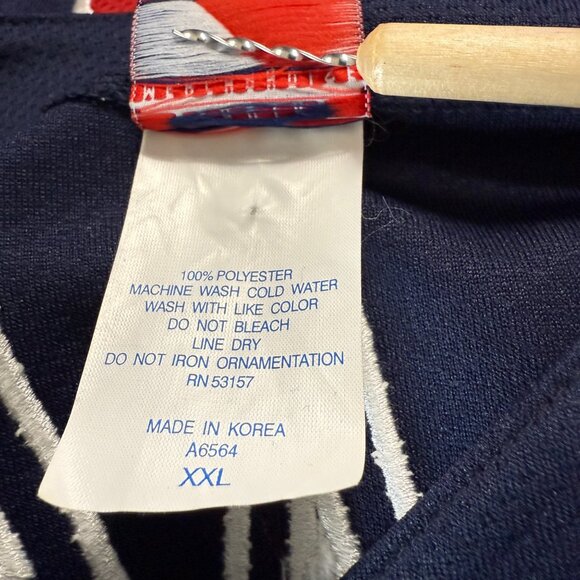 100% POLYESTER
MACHINE WASH COLD WATER
WASH WITH LIKE COLOR
DO NOT BLEACH
LINE DRY
DO NOT IRON ORNAMENTATION
RN 53157
MADE IN KOREA
A6564
XXL